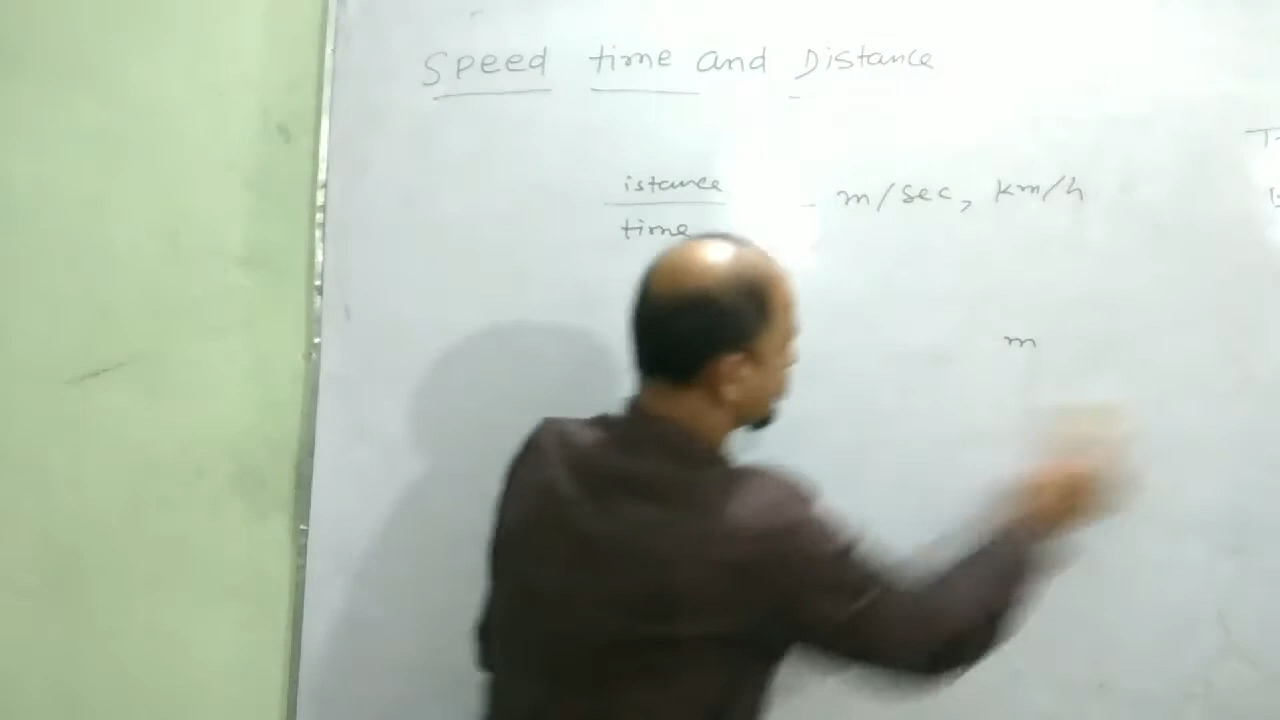 Speed time and Distance
istance
time
m/sec, km/h
m